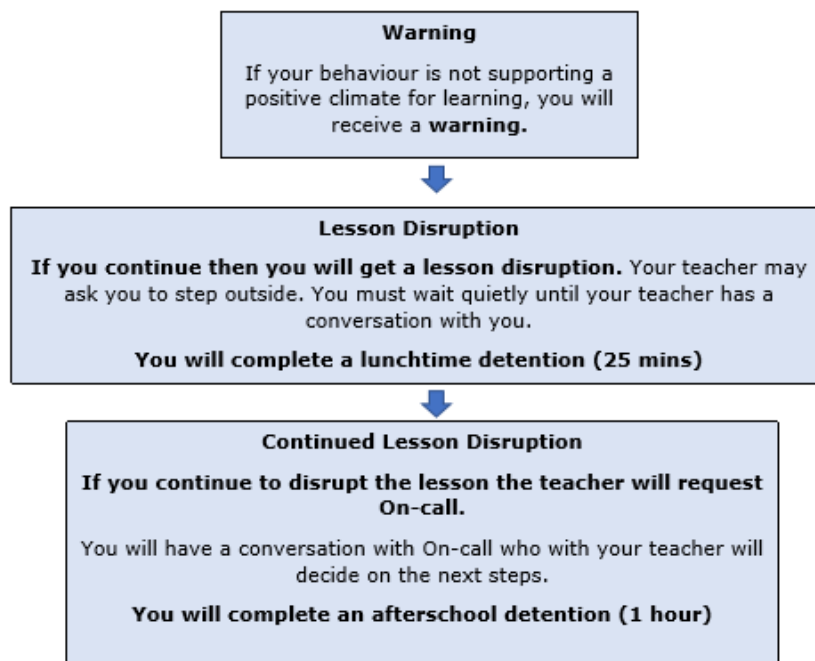 Warning
If your behaviour is not supporting a
positive climate for learning, you will
receive a warning.
Lesson Disruption
If you continue then you will get a lesson disruption. Your teacher may
ask you to step outside. You must wait quietly until your teacher has a
conversation with you.
You will complete a lunchtime detention (25 mins)
Continued Lesson Disruption
If you continue to disrupt the lesson the teacher will request
On-call.
You will have a conversation with On-call who with your teacher will
decide on the next steps.
You will complete an afterschool detention (1 hour)